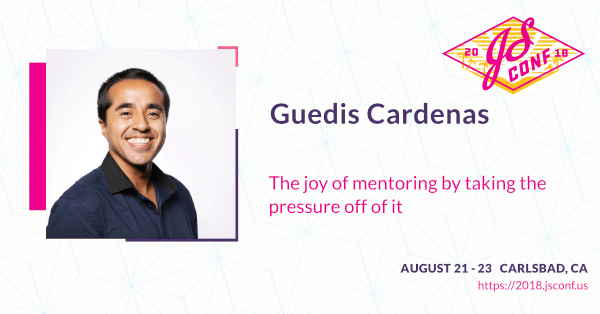 20 JS 18
CONF
Guedis Cardenas
The joy of mentoring by taking the
pressure off of it
AUGUST 21 - 23 CARLSBAD, CA
https://2018.jsconf.us